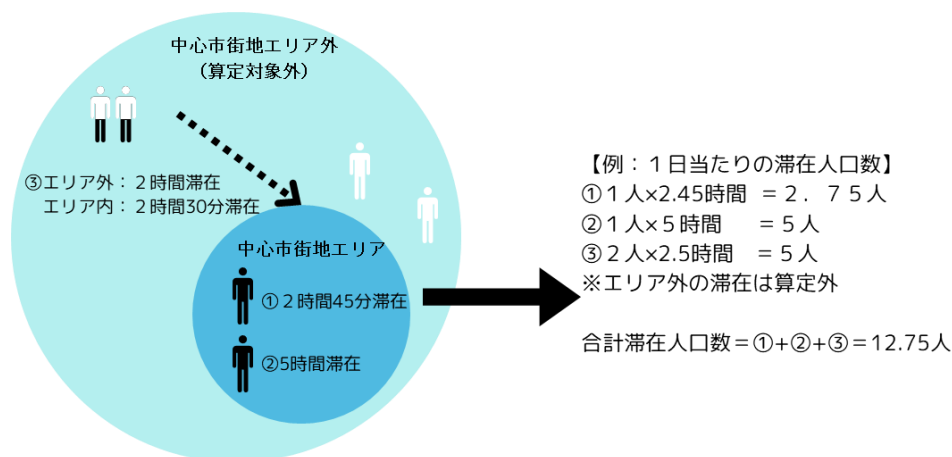 中心市街地エリア外
（算定対象外）
③エリア外：２時間滞在
エリア内：２時間30分滞在
中心市街地エリア
①２時間45分滞在
②5時間滞在
【例：１日当たりの滞在人口数】
①１人×2.45時間　＝２．７５人
②１人×５時間　　＝５人
③２人×2.5時間　＝５人
※エリア外の滞在は算定外
合計滞在人口数＝①+②+③＝12.75人